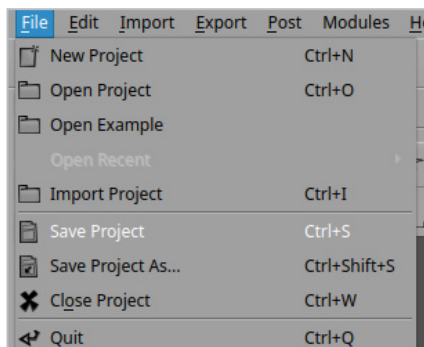 File Edit Import Export Post Modules
New Project Ctrl+N
Open Project Ctrl+O
Open Example
Open Recent
Import Project Ctrl+I
Save Project Ctrl+S
Save Project As... Ctrl+Shift+S
Close Project Ctrl+W
Quit Ctrl+Q